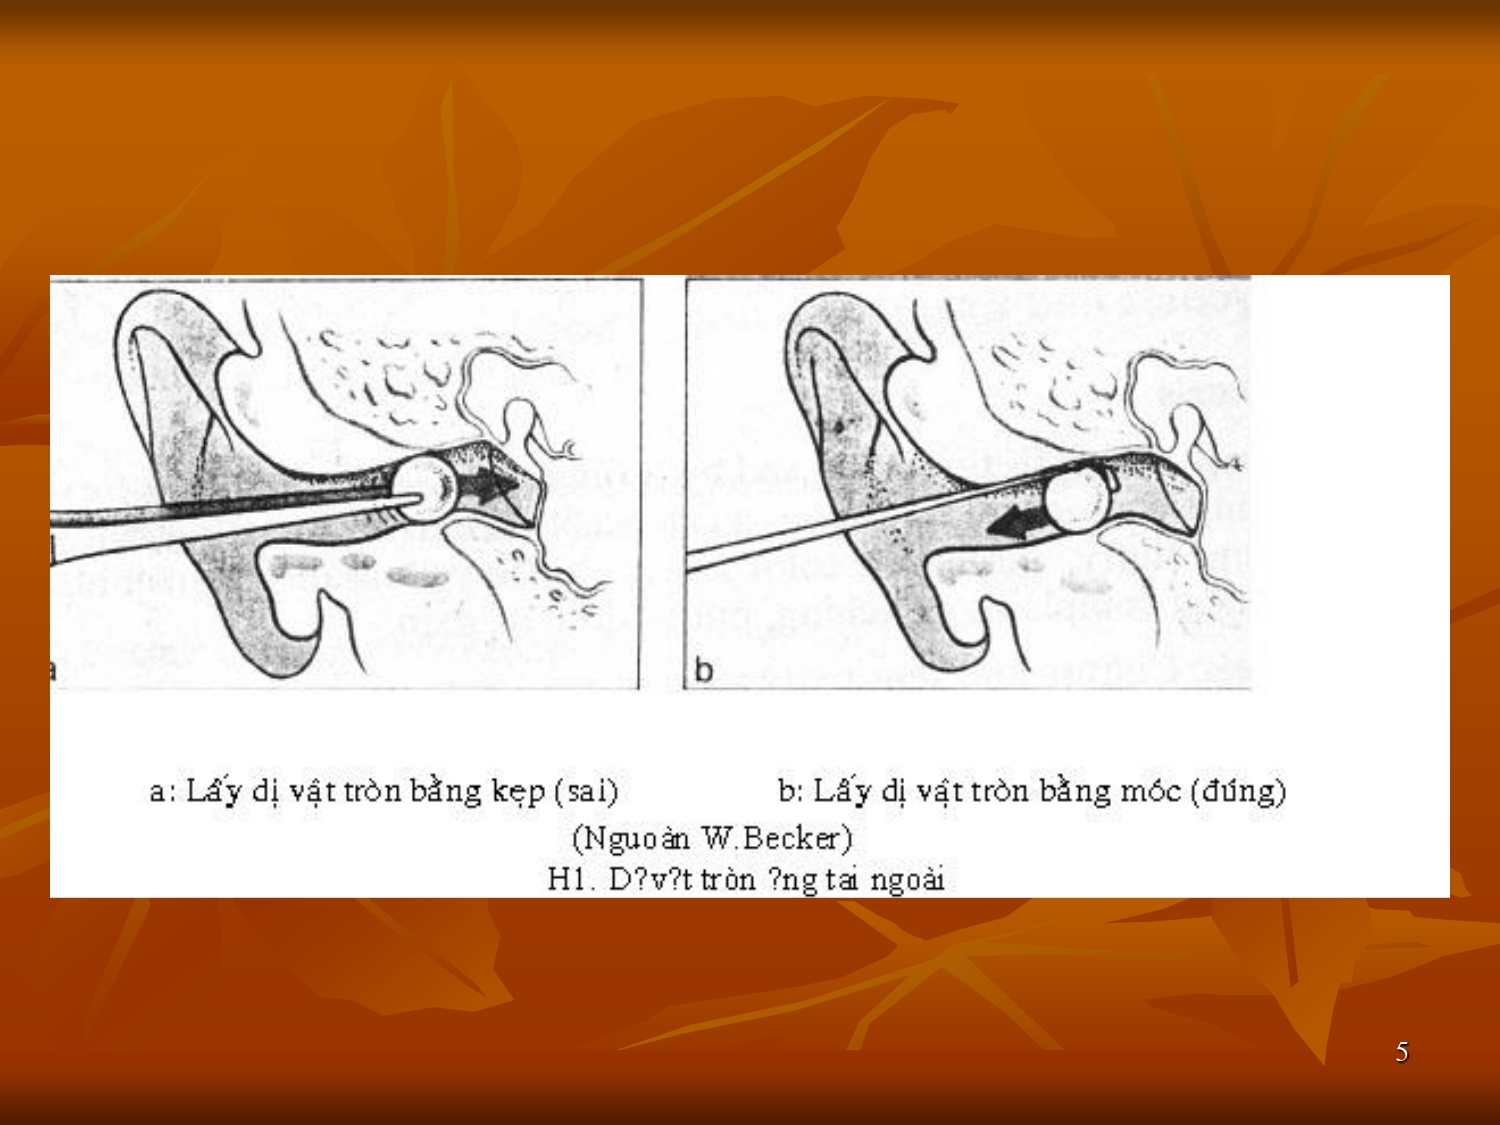 a
b
a: Lấy dị vật tròn bằng kẹp (sai)
b: Lấy dị vật tròn bằng móc (đúng)
(Nguoàn W.Becker)
H1. D?v?t tròn ?ng tai ngoài
5